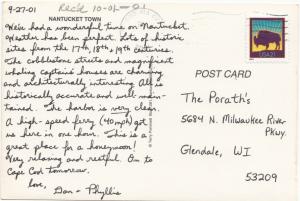 9-27-01
Rec'd 10-01-01
NANTUCKET TOWN
We've had a wonderful time on Nantucket.
Weather has been perfect. Lots of historic
sites from the 17th, 18th, 19th centuries.
The cobblestone streets and magnificent
whaling captains' houses are charming
and architecturally interesting. All is
historically accurate and well main-
tained. The harbor is very clear.
A high-speed ferry (40 mph) got
us here in one hour. This is a
great place for a honeymoon!
Very relaxing and restful. On to
Cape Cod tomorrow.
Love,
Don - Phyllis
POST CARD
The Porath's
5684 N. Milwaukee River
Pkwy.
Glendale, WI
53209
USA21